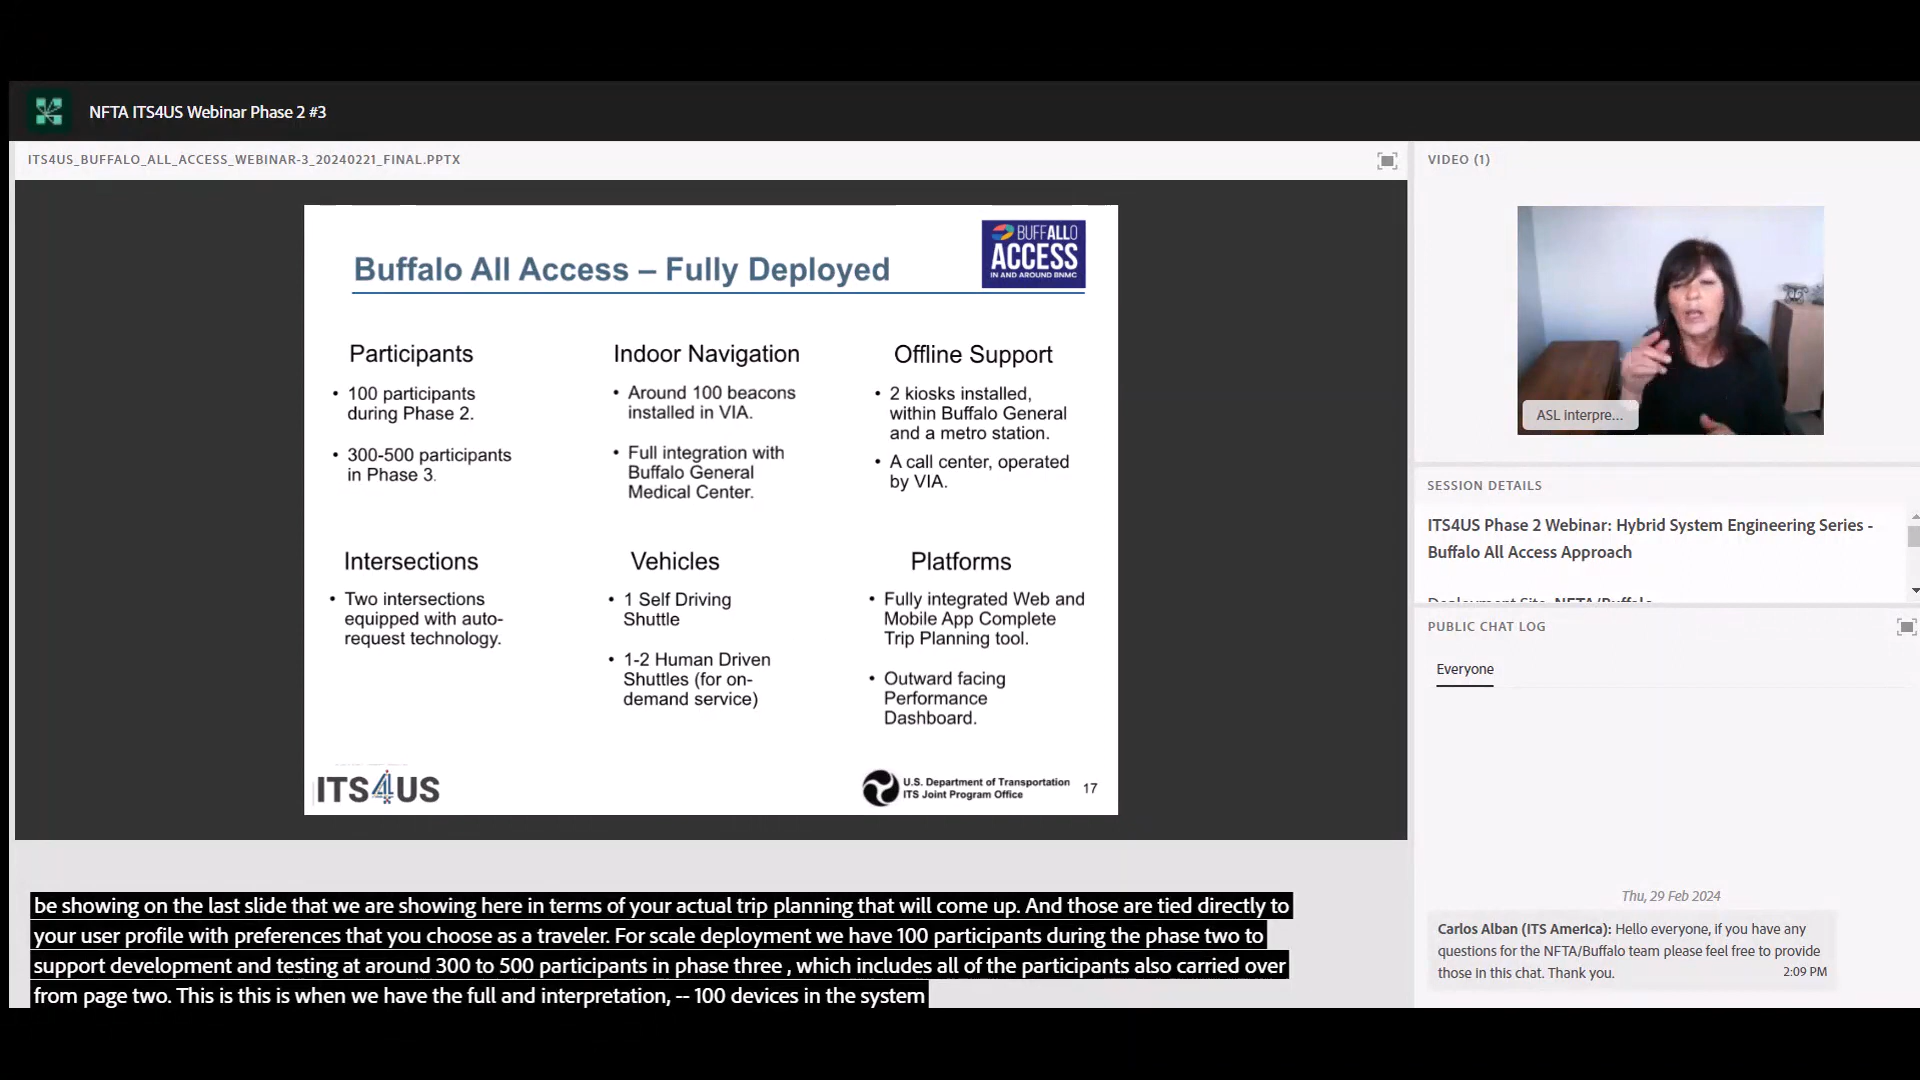 NFTA ITS4US Webinar Phase 2 #3
ITS4US_BUFFALO_ALL_ACCESS_WEBINAR-3_20240221_FINAL.PPTX
Buffalo All Access – Fully Deployed
BUFFALLO
ACCESS
IN AND AROUND BNMC
Participants
• 100 participants
during Phase 2.
• 300-500 participants
in Phase 3.
Indoor Navigation
• Around 100 beacons
installed in VIA.
• Full integration with
Buffalo General
Medical Center.
Offline Support
• 2 kiosks installed,
within Buffalo General
and a metro station.
• A call center, operated
by VIA.
Intersections
• Two intersections
equipped with auto-
request technology.
Vehicles
• 1 Self Driving
Shuttle
• 1-2 Human Driven
Shuttles (for on-
demand service)
Platforms
• Fully integrated Web and
Mobile App Complete
Trip Planning tool.
• Outward facing
Performance
Dashboard.
ITS4US
U.S. Department of Transportation
ITS Joint Program Office
17
be showing on the last slide that we are showing here in terms of your actual trip planning that will come up. And those are tied directly to
your user profile with preferences that you choose as a traveler. For scale deployment we have 100 participants during the phase two to
support development and testing at around 300 to 500 participants in phase three , which includes all of the participants also carried over
from page two. This is this is when we have the full and interpretation, -- 100 devices in the system
VIDEO (1)
ASL interpre...
SESSION DETAILS
ITS4US Phase 2 Webinar: Hybrid System Engineering Series -
Buffalo All Access Approach
Deployment Site: NFTA/Buffalo
PUBLIC CHAT LOG
Everyone
Thu, 29 Feb 2024
Carlos Alban (ITS America): Hello everyone, if you have any
questions for the NFTA/Buffalo team please feel free to provide
those in this chat. Thank you.
2:09 PM